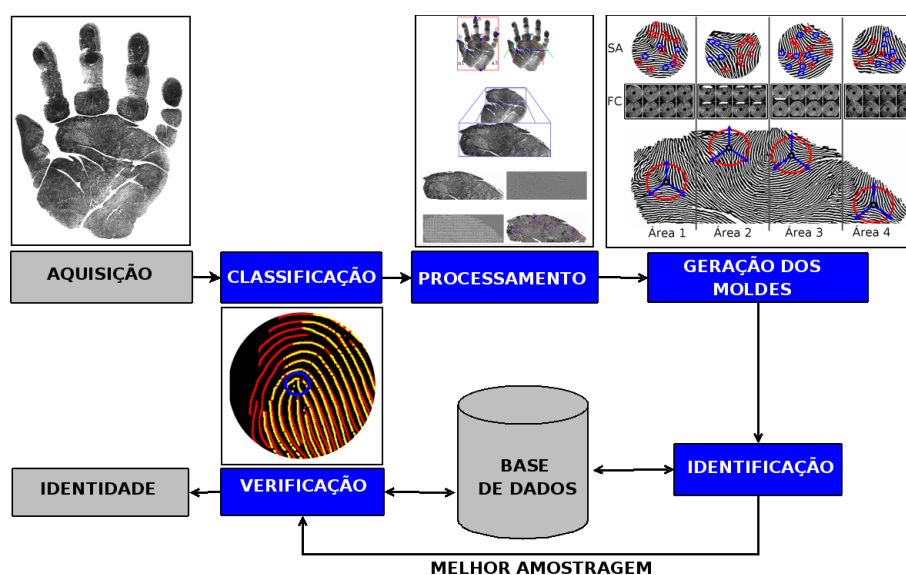 SA
FC
Área 1
Área 2
Área 3
Área 4
AQUISIÇÃO
CLASSIFICAÇÃO
PROCESSAMENTO
GERAÇÃO DOS
MOLDES
IDENTIDADE
VERIFICAÇÃO
BASE
DE DADOS
IDENTIFICAÇÃO
MELHOR AMOSTRAGEM